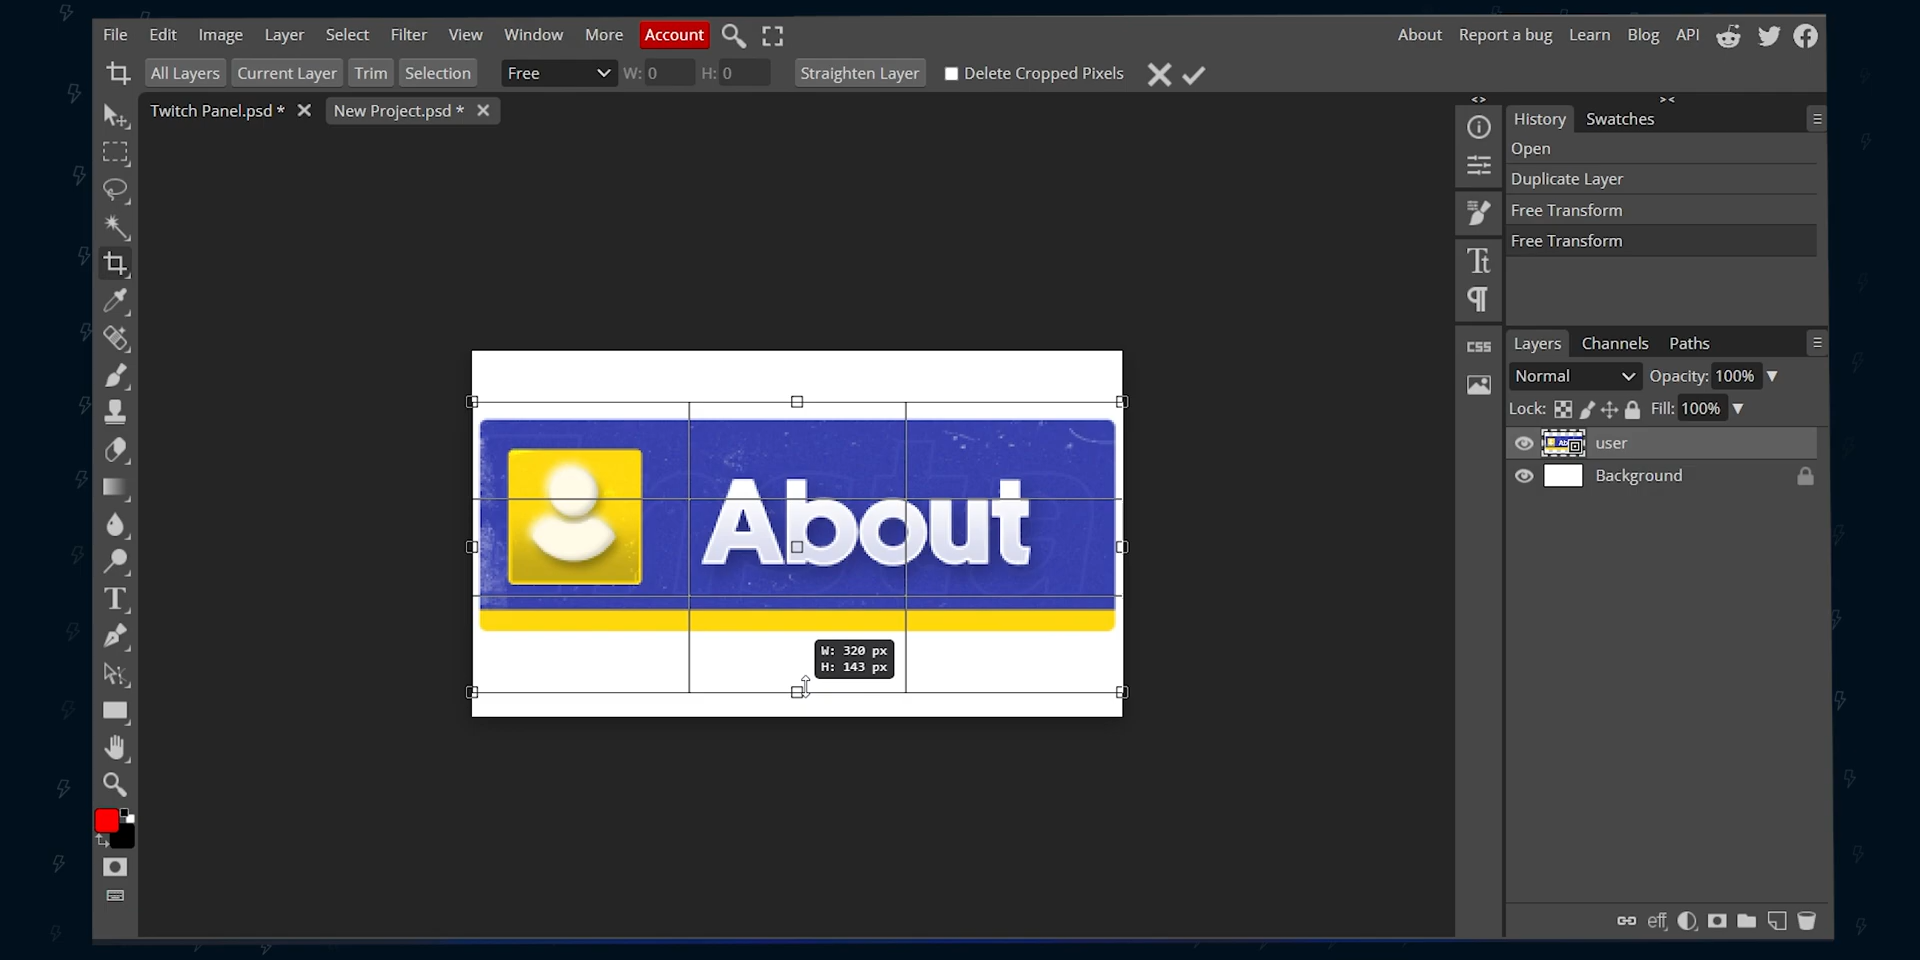 File Edit Image Layer Select Filter View Window More Account About Report a bug Learn Blog API
All Layers Current Layer Trim Selection Free W: 0 H: 0 Straighten Layer Delete Cropped Pixels
Twitch Panel.psd * New Project.psd *
History Swatches
Open
Duplicate Layer
Free Transform
Free Transform
CSS
Layers Channels Paths
Normal Opacity: 100%
Lock: Fill: 100%
user
Background
About
W: 320 px
H: 143 px
eff